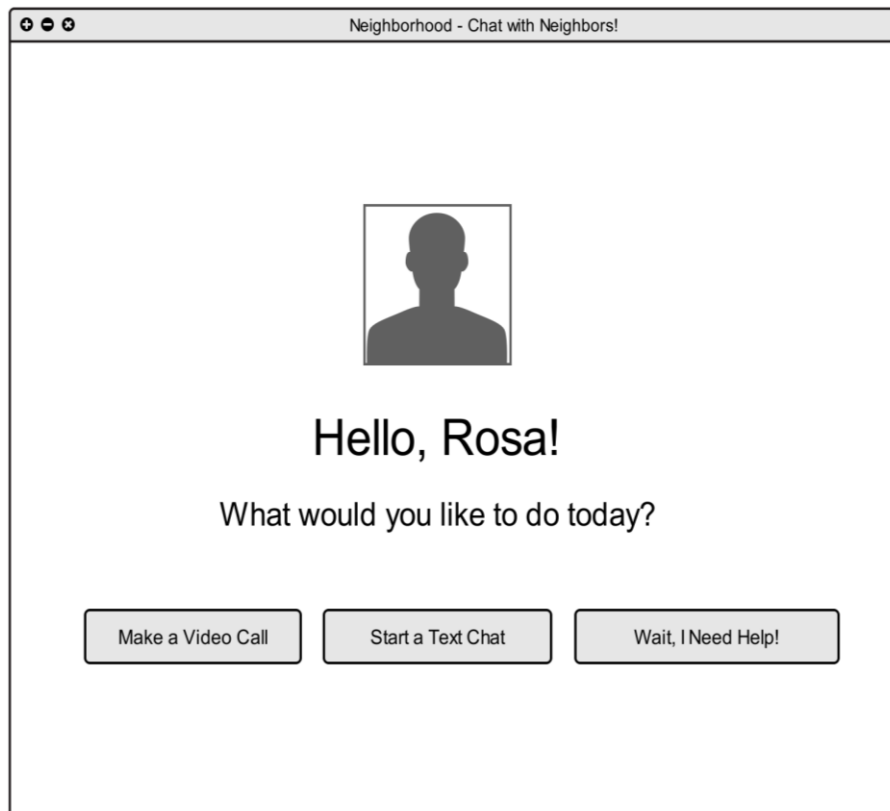 Neighborhood - Chat with Neighbors!
Hello, Rosa!
What would you like to do today?
Make a Video Call
Start a Text Chat
Wait, I Need Help!